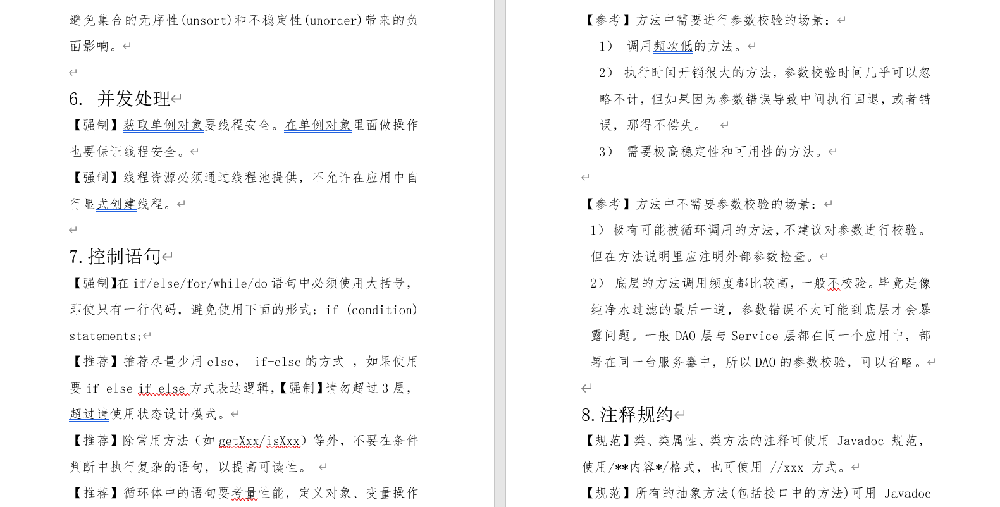 避免集合的无序性(unsort)和不稳定性(unorder)带来的负
面影响。
6. 并发处理
【强制】获取单例对象要线程安全。在单例对象里面做操作
也要保证线程安全。
【强制】线程资源必须通过线程池提供，不允许在应用中自
行显式创建线程。
7.控制语句
【强制】在 if/else/for/while/do 语句中必须使用大括号，
即使只有一行代码，避免使用下面的形式：if (condition)
statements;
【推荐】推荐尽量少用 else， if-else 的方式 ，如果使用
要 if-else if-else 方式表达逻辑，【强制】请勿超过 3 层，
超过请使用状态设计模式。
【推荐】除常用方法（如 getXxx/isXxx）等外，不要在条件
判断中执行复杂的语句，以提高可读性。
【推荐】循环体中的语句要考量性能，定义对象、变量操作
【参考】方法中需要进行参数校验的场景：
1） 调用频次低的方法。
2） 执行时间开销很大的方法，参数校验时间几乎可以忽
略不计，但如果因为参数错误导致中间执行回退，或者错
误，那得不偿失。
3） 需要极高稳定性和可用性的方法。
【参考】方法中不需要参数校验的场景：
1） 极有可能被循环调用的方法，不建议对参数进行校验。
但在方法说明里应注明外部参数检查。
2） 底层的方法调用频度都比较高，一般不校验。毕竟是像
纯净水过滤的最后一道，参数错误不太可能到底层才会暴
露问题。一般 DAO 层与 Service 层都在同一个应用中，部
署在同一台服务器中，所以 DAO 的参数校验，可以省略。
8.注释规约
【规范】类、类属性、类方法的注释可使用 Javadoc 规范，
使用/**内容*/格式，也可使用 //xxx 方式。
【规范】所有的抽象方法(包括接口中的方法)可用 Javadoc